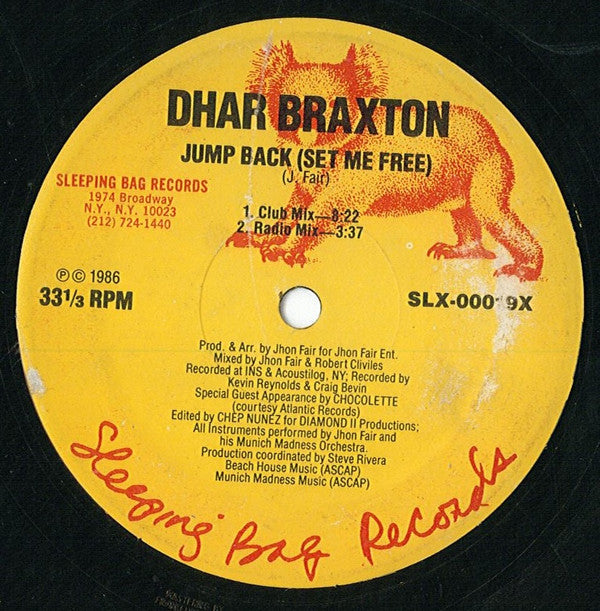 DHAR BRAXTON
JUMP BACK (SET ME FREE)
(J. Fair)
SLEEPING BAG RECORDS
1974 Broadway
N.Y., N.Y. 10023
(212) 724-1440
1. Club Mix—8:22
2. Radio Mix—3:37
Ⓟ © 1986
33⅓ RPM
SLX-00019X
Prod. & Arr. by Jhon Fair for Jhon Fair Ent.
Mixed by Jhon Fair & Robert Cliviles
Recorded at INS & Acoustilog, NY; Recorded by
Kevin Reynolds & Craig Bevin
Special Guest Appearance by CHOCOLETTE
(courtesy Atlantic Records)
Edited by CHEP NUNEZ for DIAMOND II Productions;
All Instruments performed by Jhon Fair and
his Munich Madness Orchestra.
Production coordinated by Steve Rivera
Beach House Music (ASCAP)
Munich Madness Music (ASCAP)
Sleeping Bag Records